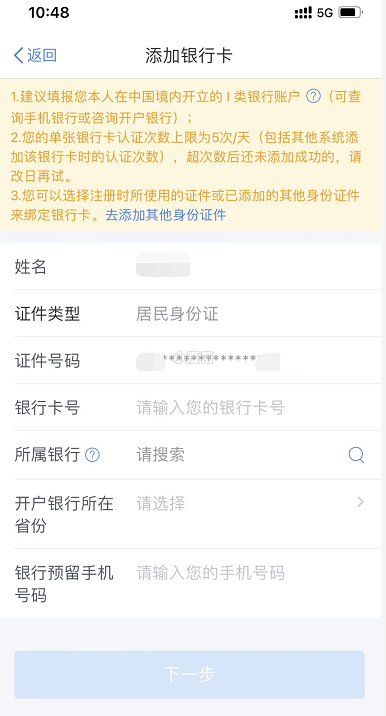 10:48
5G
返回
添加银行卡
1.建议填报您本人在中国境内开立的 I 类银行账户 ?（可查
询手机银行或咨询开户银行）；
2.您的单张银行卡认证次数上限为5次/天（包括其他系统添
加该银行卡时的认证次数），超次数后还未添加成功的，请
改日再试。
3.您可以选择注册时所使用的证件或已添加的其他身份证件
来绑定银行卡。去添加其他身份证件
姓名
证件类型 居民身份证
证件号码 **************
银行卡号 请输入您的银行卡号
所属银行 ? 请搜索
开户银行所在 请选择
省份
银行预留手机 请输入您的手机号码
号码
下一步